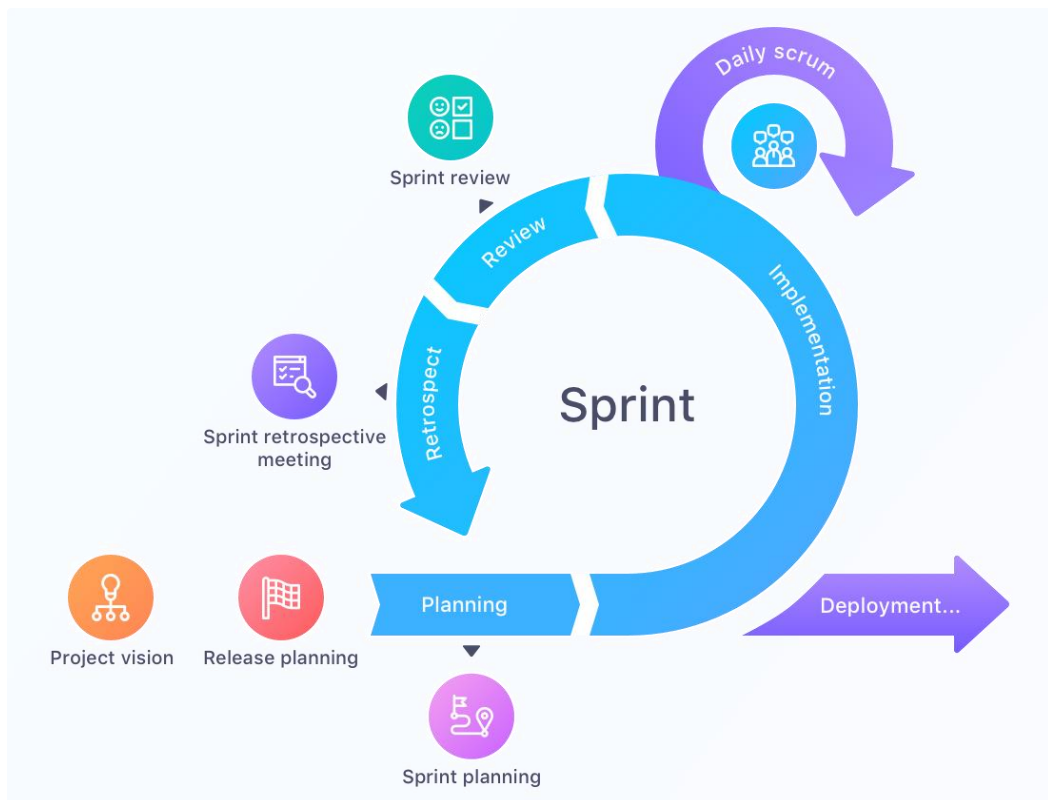 Daily scrum
Sprint review
Review
Implementation
Retrospect
Sprint
Sprint retrospective
meeting
Planning
Deployment...
Project vision
Release planning
Sprint planning